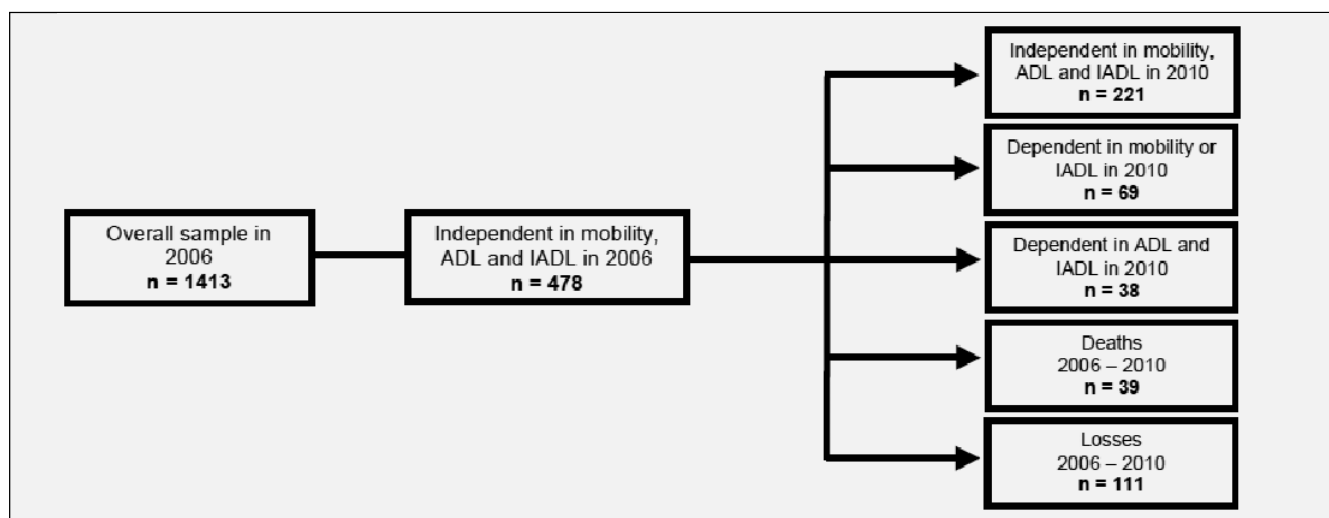 Overall sample in
2006
n = 1413
Independent in mobility,
ADL and IADL in 2006
n = 478
Independent in mobility,
ADL and IADL in 2010
n = 221
Dependent in mobility or
IADL in 2010
n = 69
Dependent in ADL and
IADL in 2010
n = 38
Deaths
2006 – 2010
n = 39
Losses
2006 – 2010
n = 111